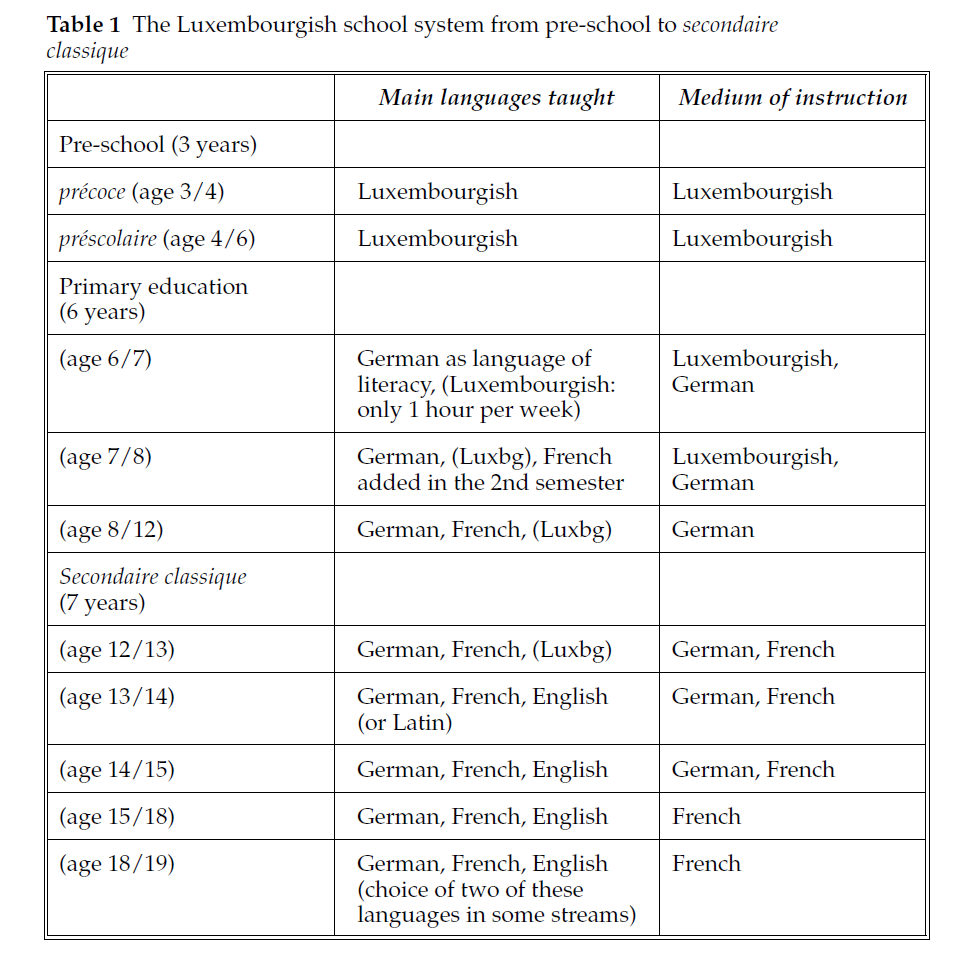 Table 1 The Luxembourgish school system from pre-school to secondaire
classique
Main languages taught Medium of instruction
Pre-school (3 years)
précoce (age 3/4) Luxembourgish Luxembourgish
préscolaire (age 4/6) Luxembourgish Luxembourgish
Primary education
(6 years)
(age 6/7) German as language of Luxembourgish,
literacy, (Luxembourgish: German
only 1 hour per week)
(age 7/8) German, (Luxbg), French Luxembourgish,
added in the 2nd semester German
(age 8/12) German, French, (Luxbg) German
Secondaire classique
(7 years)
(age 12/13) German, French, (Luxbg) German, French
(age 13/14) German, French, English German, French
(or Latin)
(age 14/15) German, French, English German, French
(age 15/18) German, French, English French
(age 18/19) German, French, English French
(choice of two of these
languages in some streams)